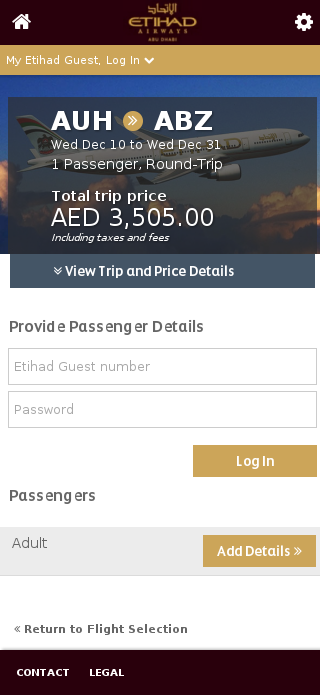 الإتحاد
ETIHAD
AIRWAYS
ABU DHABI
My Etihad Guest, Log In
AUH ABZ
Wed Dec 10 to Wed Dec 31
1 Passenger, Round-Trip
Total trip price
AED 3,505.00
Including taxes and fees
View Trip and Price Details
Provide Passenger Details
Etihad Guest number
Password
Log In
Passengers
Adult
Add Details »
« Return to Flight Selection
CONTACT LEGAL